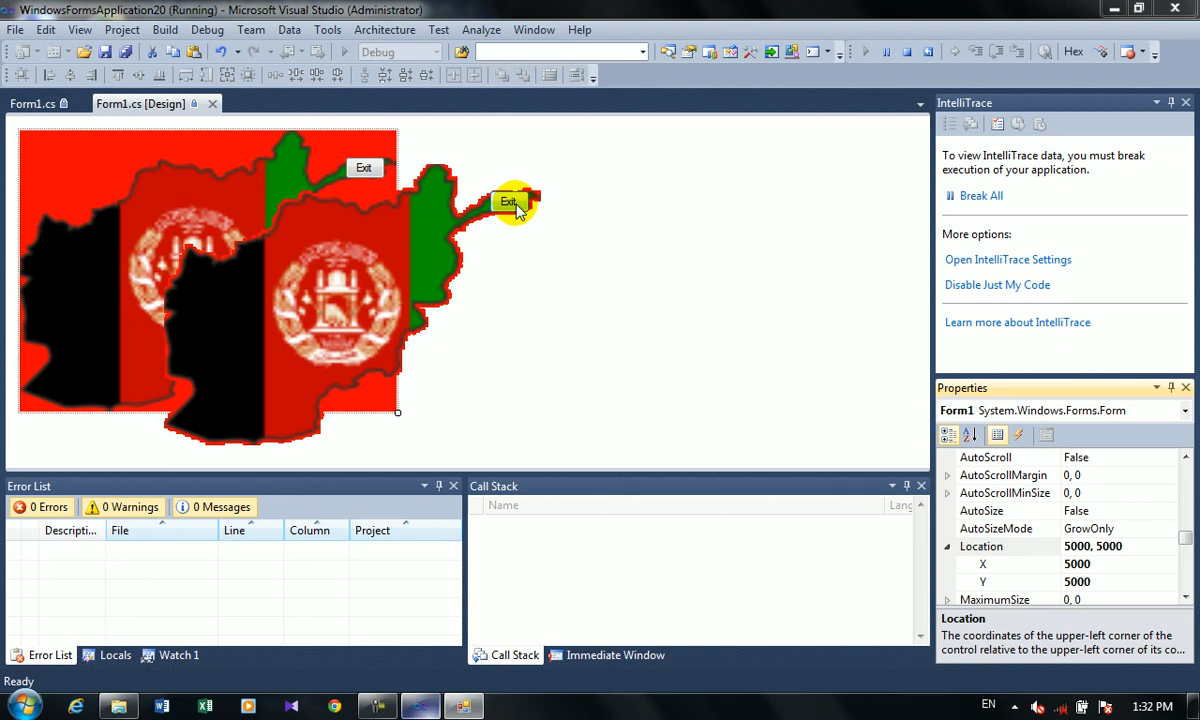 WindowsFormsApplication20 (Running) - Microsoft Visual Studio (Administrator)
File Edit View Project Build Debug Team Data Tools Architecture Test Analyze Window Help
Debug
Hex
Form1.cs
Form1.cs [Design]
Exit
Exit
IntelliTrace
To view IntelliTrace data, you must break
execution of your application.
Break All
More options:
Open IntelliTrace Settings
Disable Just My Code
Learn more about IntelliTrace
Properties
Form1 System.Windows.Forms.Form
AutoScroll False
AutoScrollMargin 0, 0
AutoScrollMinSize 0, 0
AutoSize False
AutoSizeMode GrowOnly
Location 5000, 5000
X 5000
Y 5000
MaximumSize 0, 0
Location
The coordinates of the upper-left corner of the
control relative to the upper-left corner of its co...
Error List
0 Errors 0 Warnings 0 Messages
Descripti... File Line Column Project
Call Stack
Name Lang
Error List Locals Watch 1
Call Stack Immediate Window
Ready
EN 1:32 PM